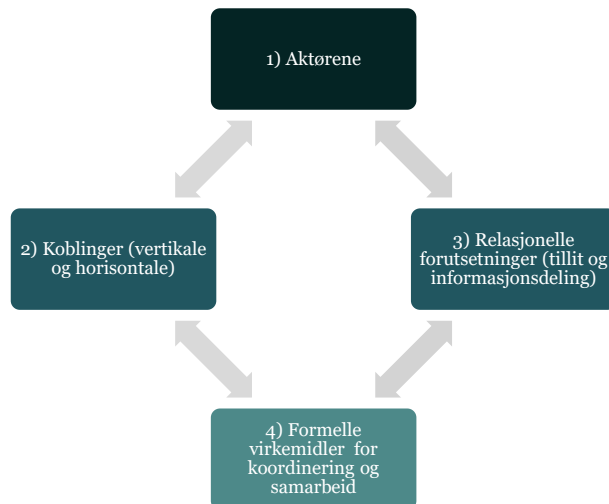 1) Aktørene
2) Koblinger (vertikale
og horisontale)
3) Relasjonelle
forutsetninger (tillit og
informasjonsdeling)
4) Formelle
virkemidler for
koordinering og
samarbeid